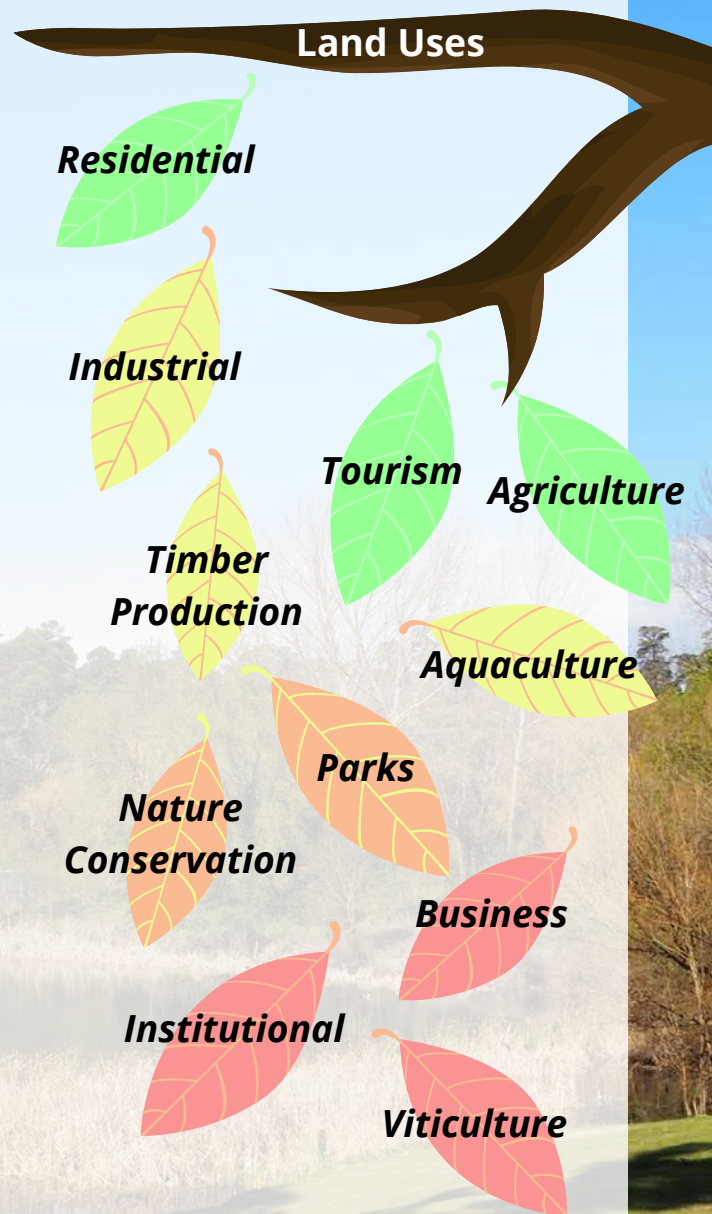 Land Uses
Residential
Industrial
Tourism
Agriculture
Timber
Production
Aquaculture
Parks
Nature
Conservation
Business
Institutional
Viticulture